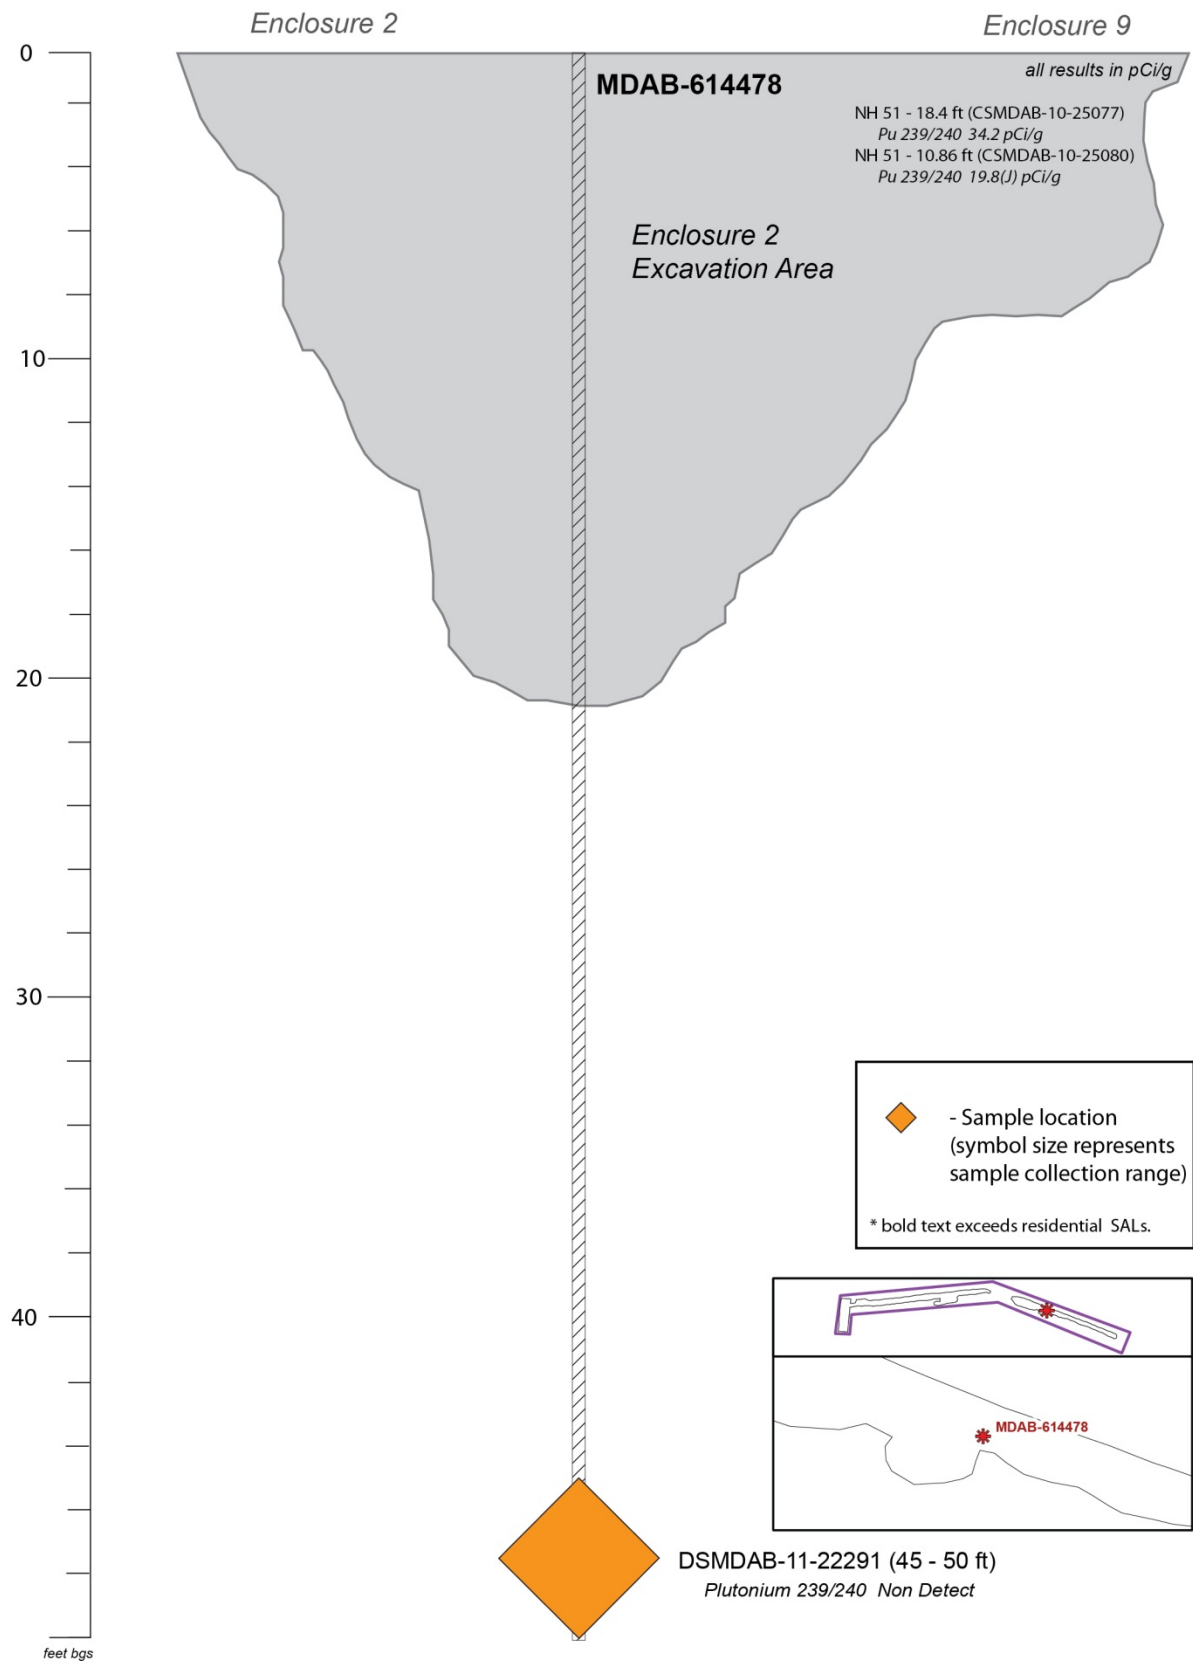 Enclosure 2
Enclosure 9
0
all results in pCi/g
MDAB-614478
NH 51 - 18.4 ft (CSMDAB-10-25077)
Pu 239/240 34.2 pCi/g
NH 51 - 10.86 ft (CSMDAB-10-25080)
Pu 239/240 19.8(J) pCi/g
Enclosure 2
Excavation Area
10
20
30
- Sample location
(symbol size represents
sample collection range)
* bold text exceeds residential SALs.
40
MDAB-614478
DSMDAB-11-22291 (45 - 50 ft)
Plutonium 239/240 Non Detect
feet bgs